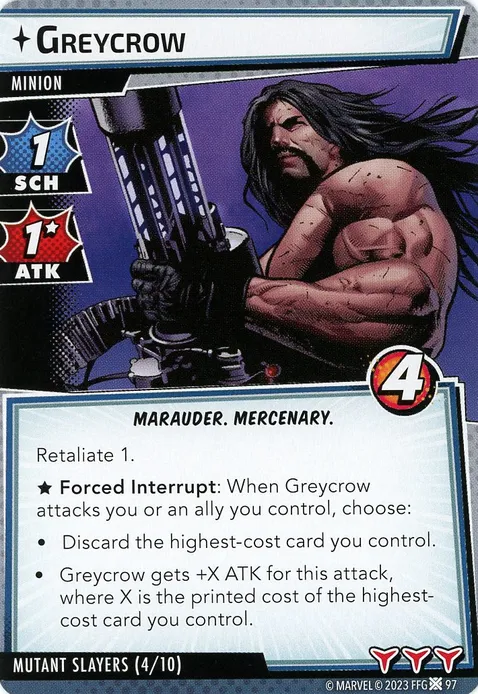 GREYCROW
MINION
1
SCH
1★
ATK
4
MARAUDER. MERCENARY.
Retaliate 1.
★ Forced Interrupt: When Greycrow
attacks you or an ally you control, choose:
• Discard the highest-cost card you control.
• Greycrow gets +X ATK for this attack,
where X is the printed cost of the highest-
cost card you control.
MUTANT SLAYERS (4/10)
© MARVEL © 2023 FFG 97